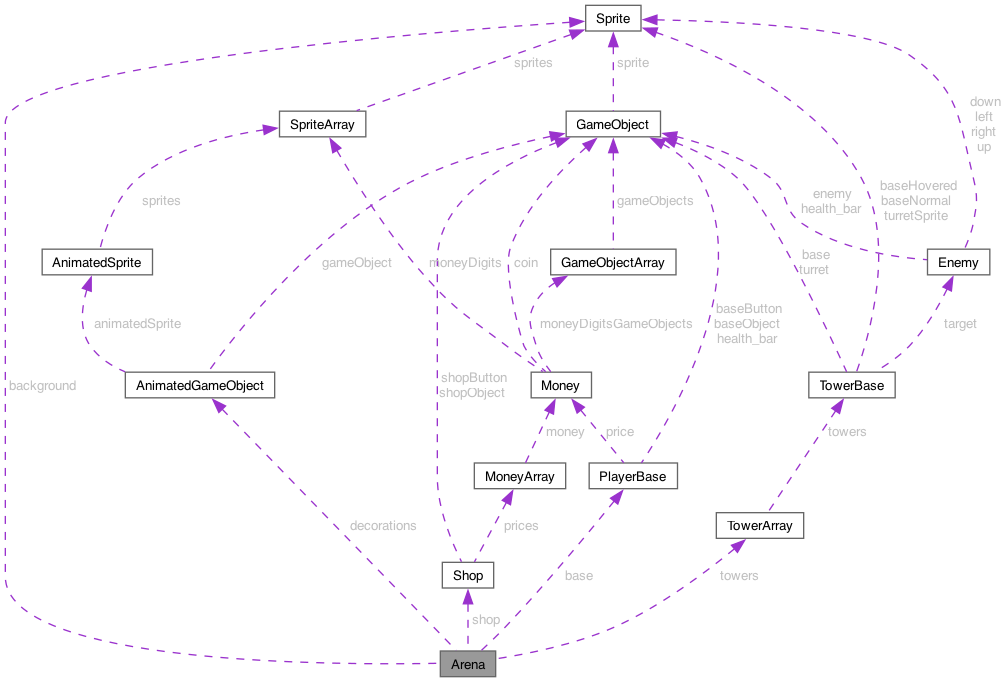 Sprite
sprites
sprite
down
left
right
up
SpriteArray
GameObject
sprites
gameObjects
enemy
health_bar
baseHovered
baseNormal
turretSprite
AnimatedSprite
gameObject
moneyDigits
coin
GameObjectArray
base
turret
Enemy
animatedSprite
moneyDigitsGameObjects
baseButton
baseObject
health_bar
target
background
AnimatedGameObject
shopButton
shopObject
Money
TowerBase
money
price
towers
MoneyArray
PlayerBase
decorations
prices
TowerArray
Shop
base
towers
shop
Arena